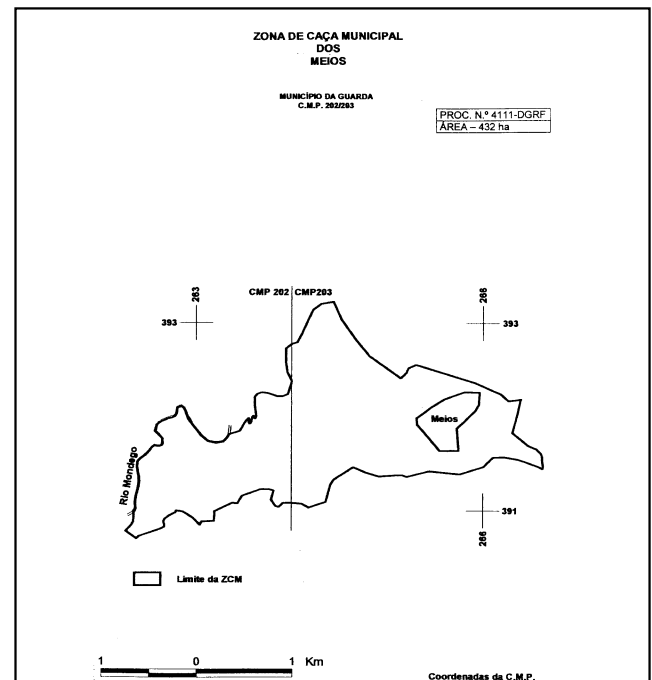 ZONA DE CAÇA MUNICIPAL
DOS
MEIOS
MUNICÍPIO DA GUARDA
C.M.P. 202/203
PROC. N.º 4111-DGRF
ÁREA – 432 ha
263
CMP 202 CMP203
266
393
393
Meios
Rio Mondego
391
266
Limite da ZCM
1 0 1 Km
Coordenadas da C.M.P.